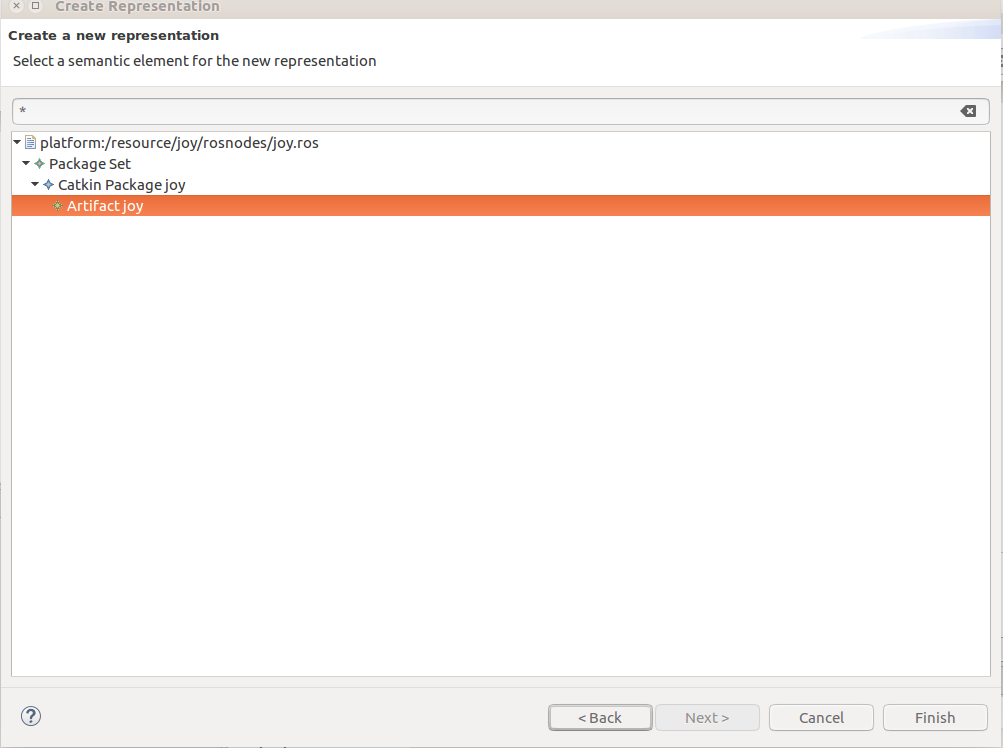 Create Representation
Create a new representation
Select a semantic element for the new representation
*
platform:/resource/joy/rosnodes/joy.ros
Package Set
Catkin Package joy
Artifact joy
?
< Back Next > Cancel Finish